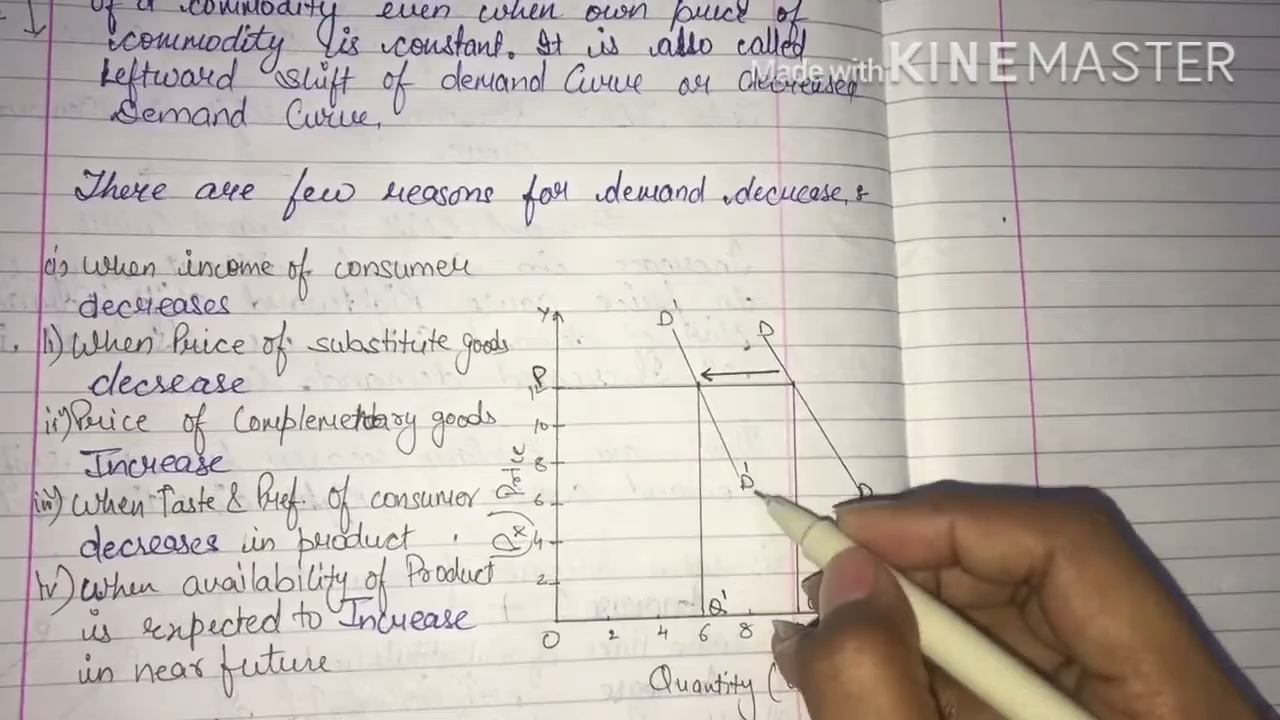 of a commodity even when own price of
commodity is constant. It is also called
Leftward shift of demand Curve or decreased
Demand Curve.
Made with KINEMASTER
There are few reasons for demand decrease
i) When income of consumer
decreases
ii) When Price of substitute goods
decrease
iii) Price of Complementary goods
Increase
iii) When Taste & Pref. of consumer
decreases in product.
iv) When availability of Product
is expected to Increase
in near future
Y
D'
D
P
10
8
6
4
2
Price
(Px)
D'
D
Q'
O
2
4
6
8
Quantity (